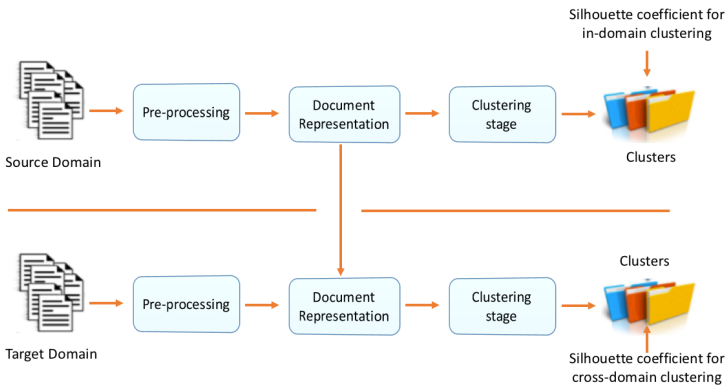 Silhouette coefficient for
in-domain clustering
Pre-processing
Document
Representation
Clustering
stage
Source Domain
Clusters
Clusters
Pre-processing
Document
Representation
Clustering
stage
Target Domain
Silhouette coefficient for
cross-domain clustering